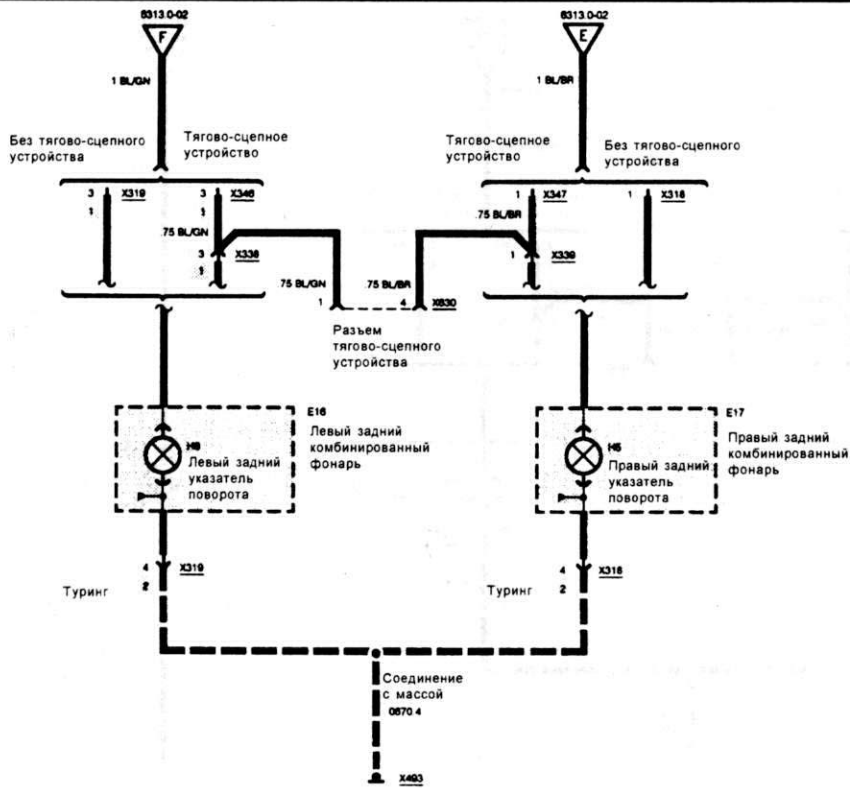 6313.0-02
6313.0-02
F
E
1 BL/GN
1 BL/BR
Без тягово-сцепного
устройства
Тягово-сцепное
устройство
Тягово-сцепное
устройство
Без тягово-сцепного
устройства
3 X319
1
3 X346
1
1 X347
1 X318
.75 BL/GN
.75 BL/BR
3 X338
1
1 X339
.75 BL/GN
.75 BL/BR
1
4 X630
Разъем
тягово-сцепного
устройства
E16
Левый задний
комбинированный
фонарь
H9
Левый задний
указатель
поворота
E17
Правый задний
комбинированный
фонарь
H5
Правый задний
указатель
поворота
4 X319
2
Туринг
4 X318
2
Туринг
Соединение
с массой
0670.4
X493